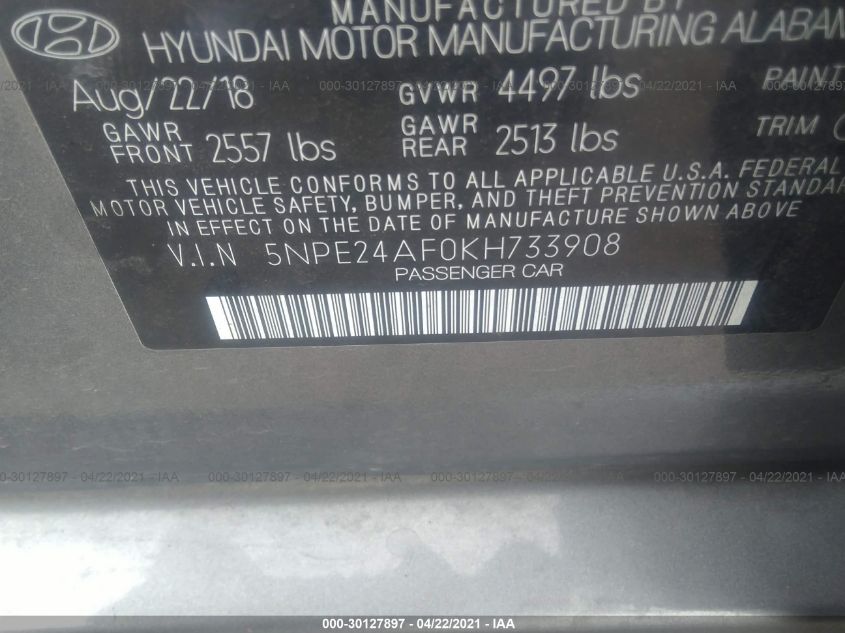 MANUFACTURED BY
HYUNDAI MOTOR MANUFACTURING ALABAM
Aug/22/18 GVWR 4497 lbs PAINT
GAWR FRONT 2557 lbs GAWR REAR 2513 lbs TRIM
THIS VEHICLE CONFORMS TO ALL APPLICABLE U.S.A. FEDERAL
MOTOR VEHICLE SAFETY, BUMPER, AND THEFT PREVENTION STANDAR
IN EFFECT ON THE DATE OF MANUFACTURE SHOWN ABOVE
V.I.N 5NPE24AF0KH733908
PASSENGER CAR
000-30127897 - 04/22/2021 - IAA